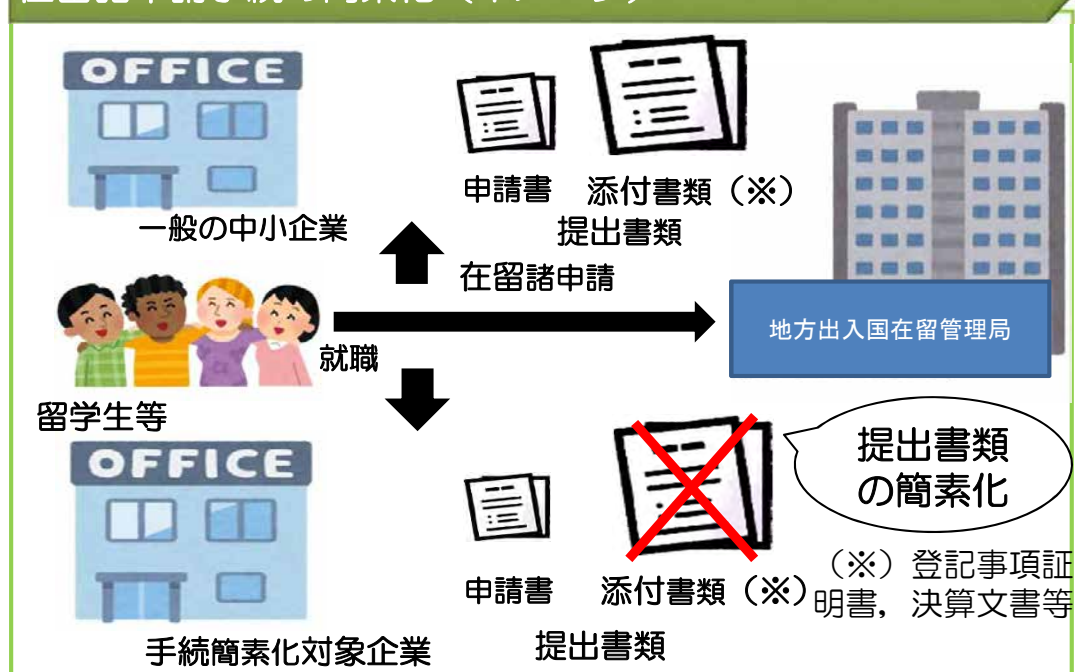 OFFICE
一般の中小企業
申請書
添付書類（※）
提出書類
在留諸申請
地方出入国在留管理局
就職
留学生等
OFFICE
手続簡素化対象企業
申請書
添付書類（※）
提出書類
提出書類
の簡素化
（※）登記事項証
明書，決算文書等